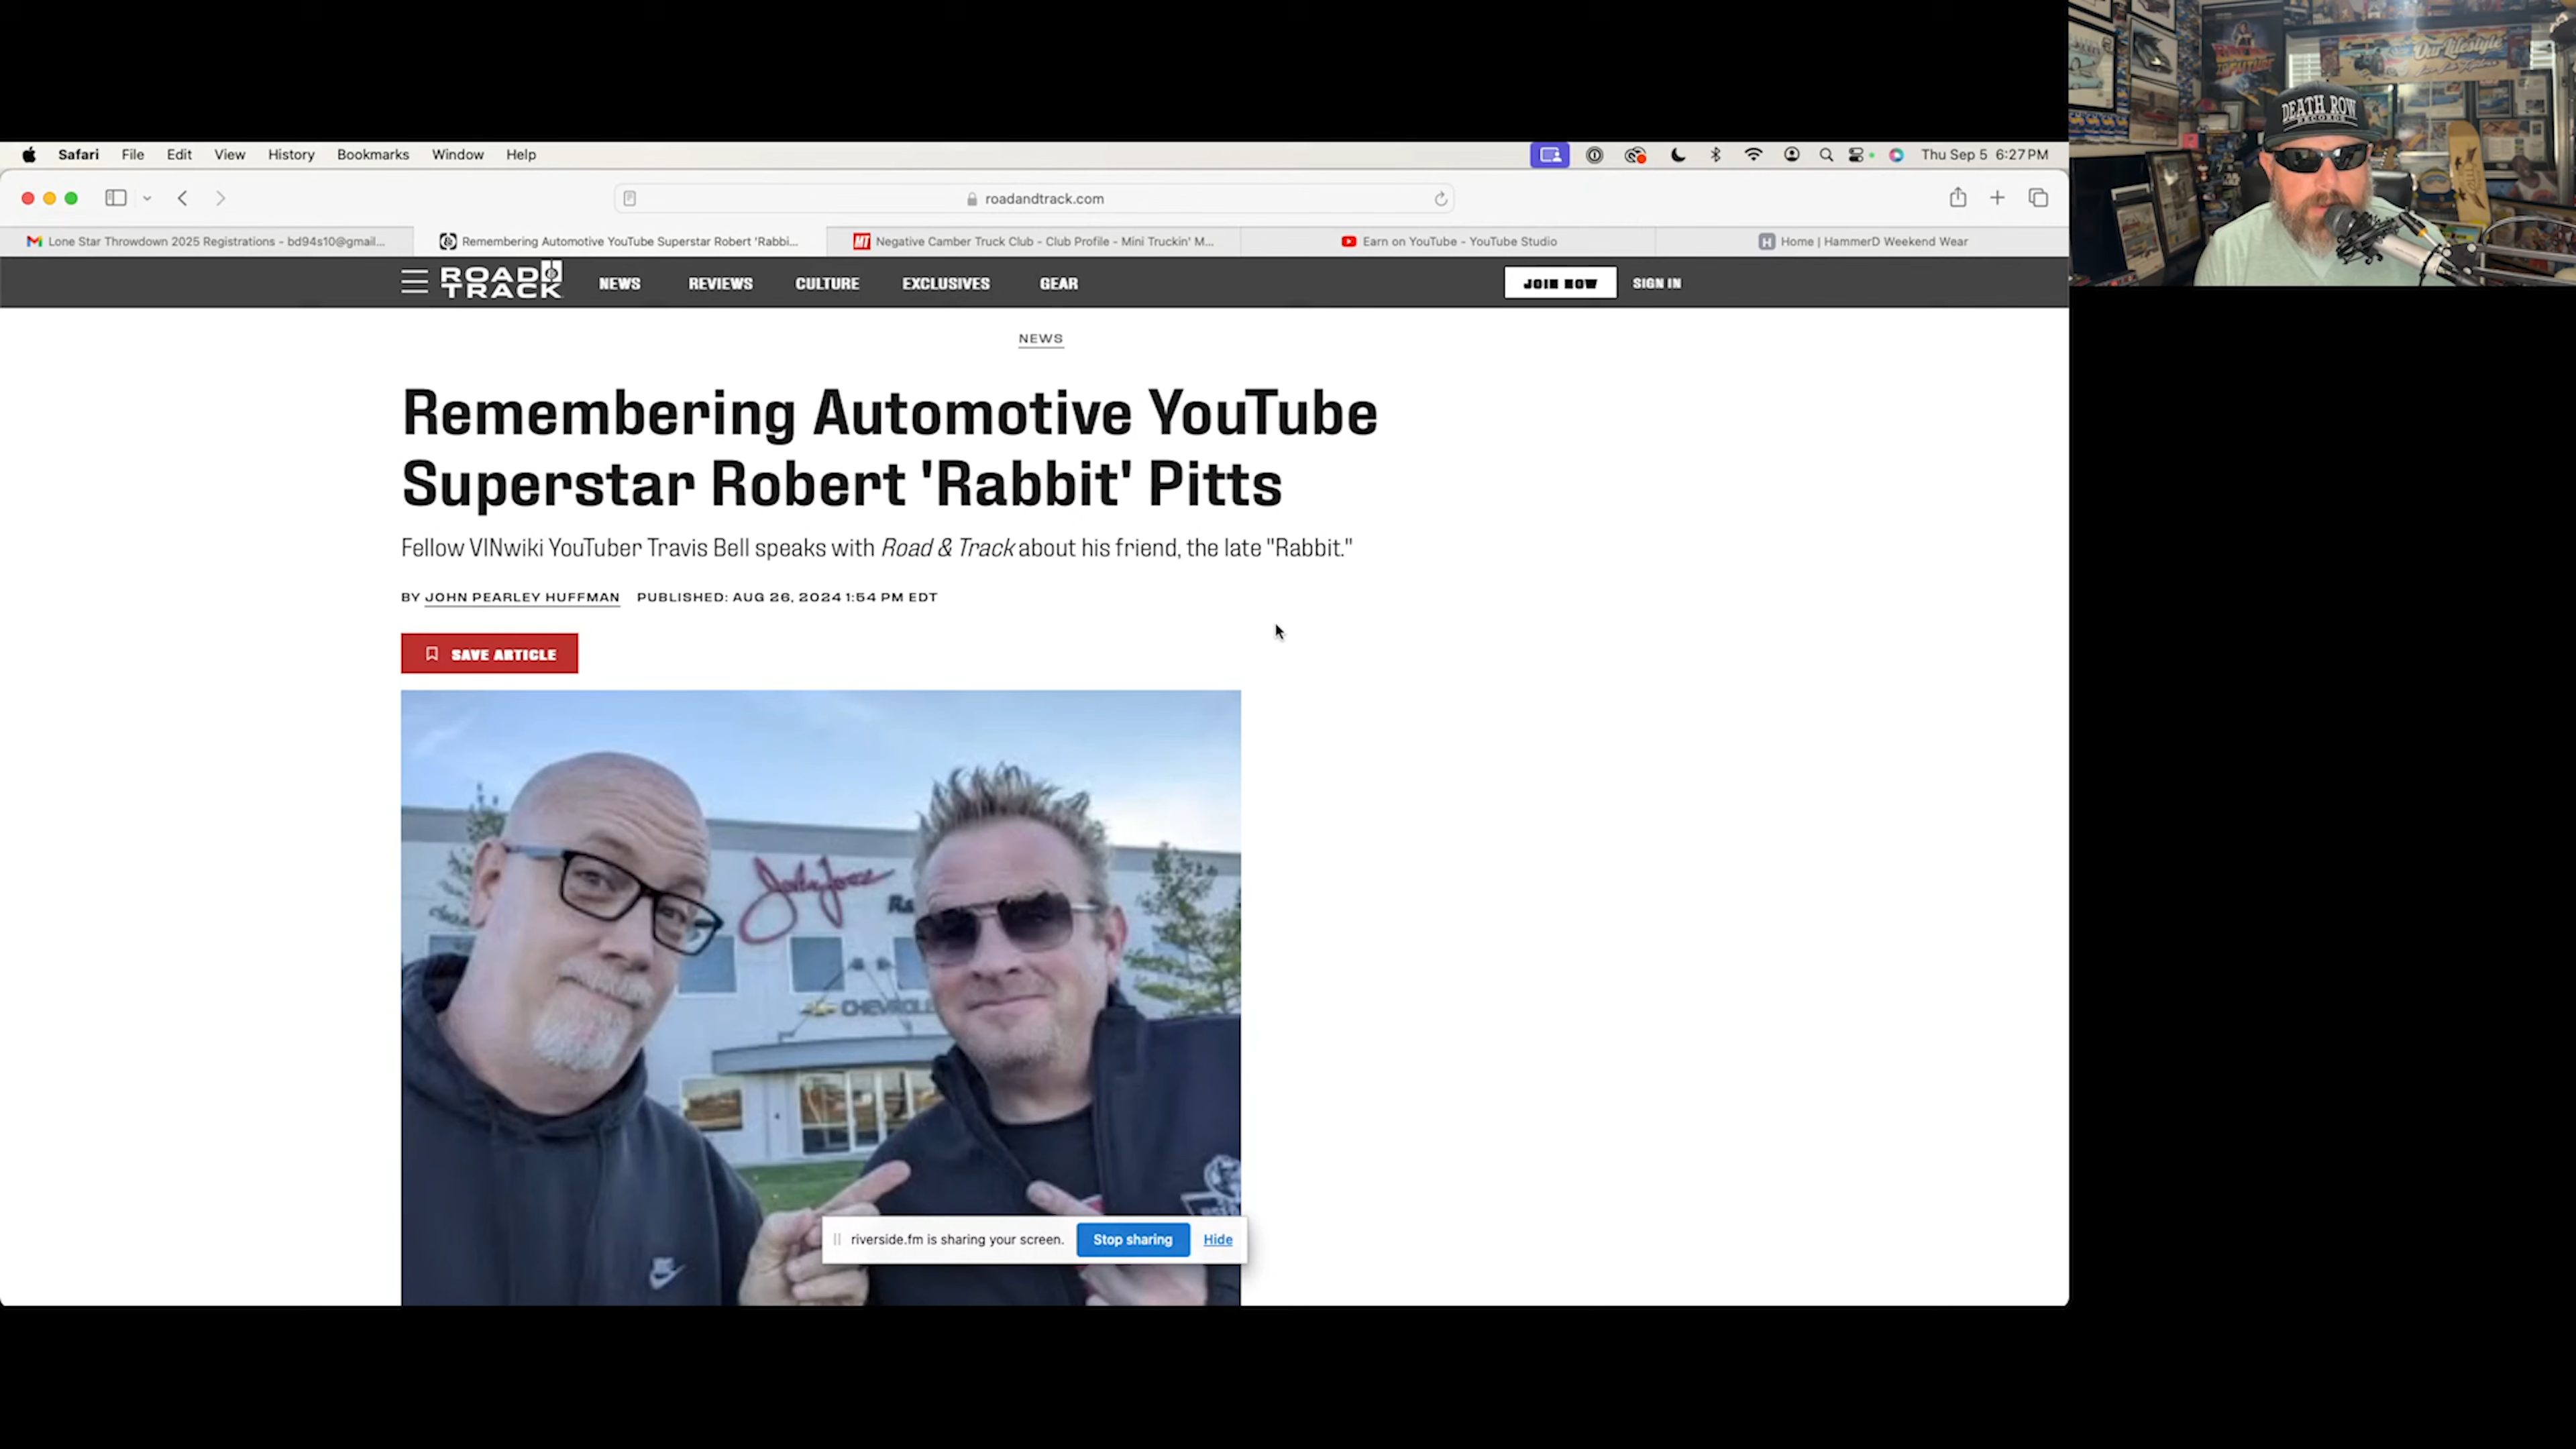 Safari File Edit View History Bookmarks Window Help Thu Sep 5 6:27 PM
roadandtrack.com
Lone Star Throwdown 2025 Registrations - bd94s10@gmail...
Remembering Automotive YouTube Superstar Robert 'Rabbi...
MT Negative Camber Truck Club - Club Profile - Mini Truckin' M...
Earn on YouTube - YouTube Studio
H Home | HammerD Weekend Wear
ROAD & TRACK
NEWS REVIEWS CULTURE EXCLUSIVES GEAR JOIN NOW SIGN IN
NEWS
Remembering Automotive YouTube
Superstar Robert 'Rabbit' Pitts
Fellow VINwiki YouTuber Travis Bell speaks with Road & Track about his friend, the late "Rabbit."
BY JOHN PEARLEY HUFFMAN PUBLISHED: AUG 26, 2024 1:54 PM EDT
SAVE ARTICLE
CHEVROLE
riverside.fm is sharing your screen. Stop sharing Hide
Our Lifestyle
DEATH ROW
RECORDS